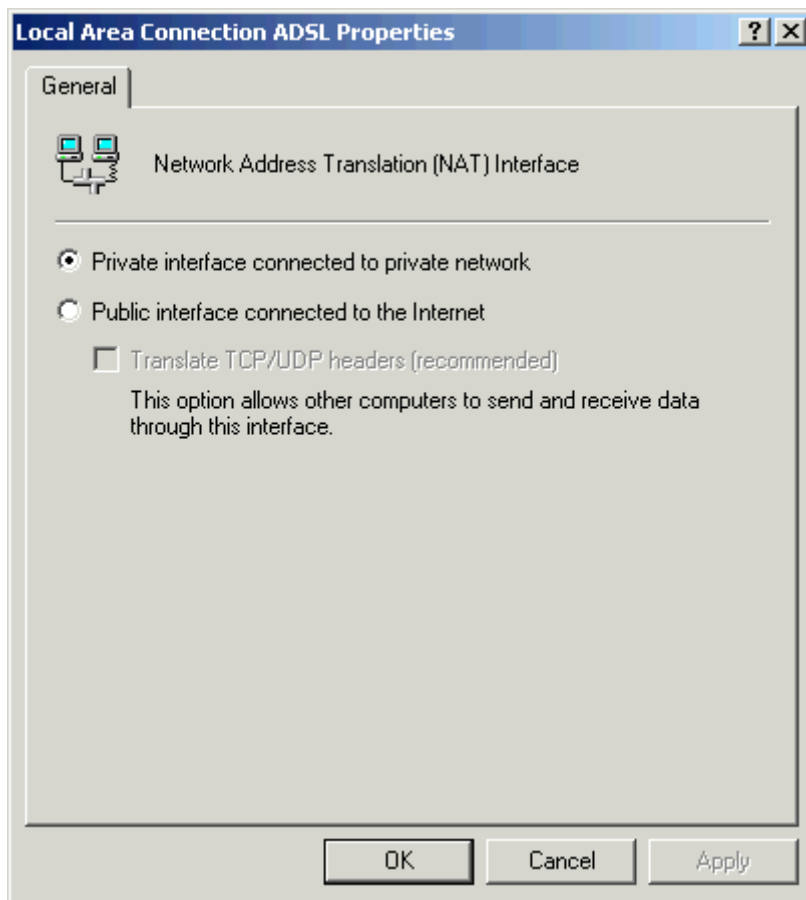 Local Area Connection ADSL Properties
General
Network Address Translation (NAT) Interface
Private interface connected to private network
Public interface connected to the Internet
Translate TCP/UDP headers (recommended)
This option allows other computers to send and receive data
through this interface.
OK Cancel Apply